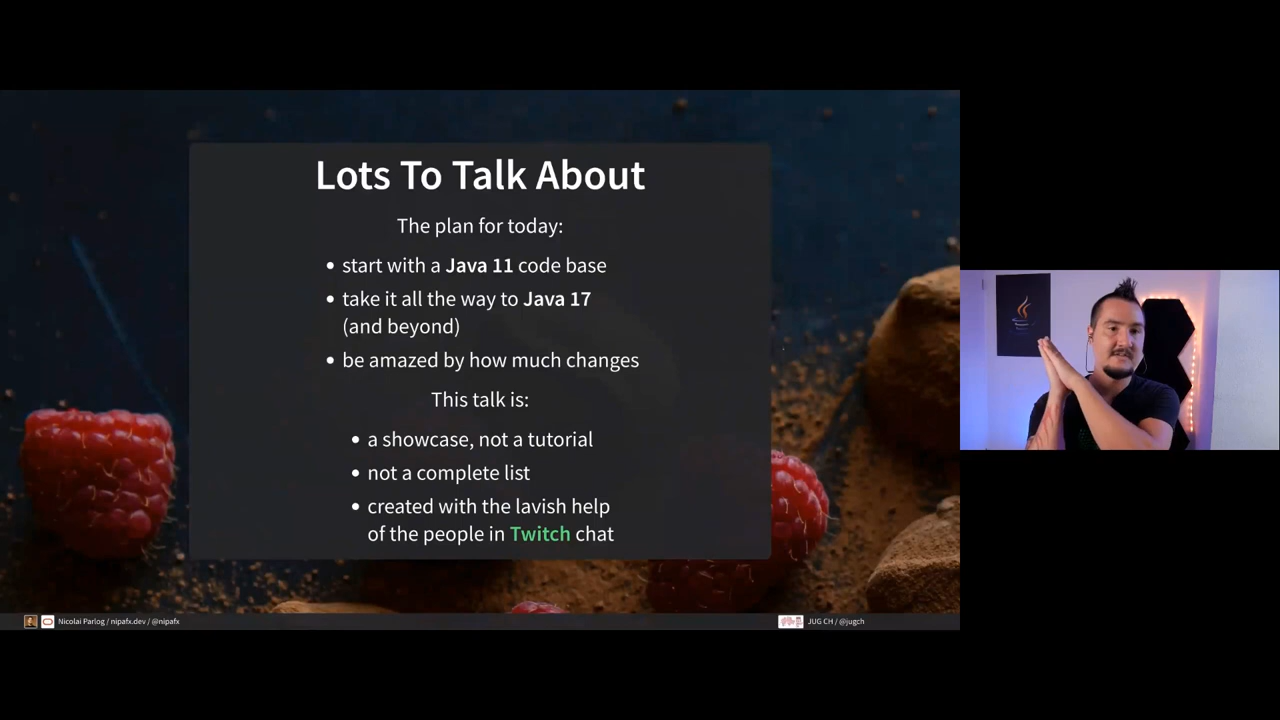 Lots To Talk About
The plan for today:
• start with a Java 11 code base
• take it all the way to Java 17
(and beyond)
• be amazed by how much changes
This talk is:
• a showcase, not a tutorial
• not a complete list
• created with the lavish help
of the people in Twitch chat
Nicolai Parlog / nipafx.dev / @nipafx
JUG CH / @jugch